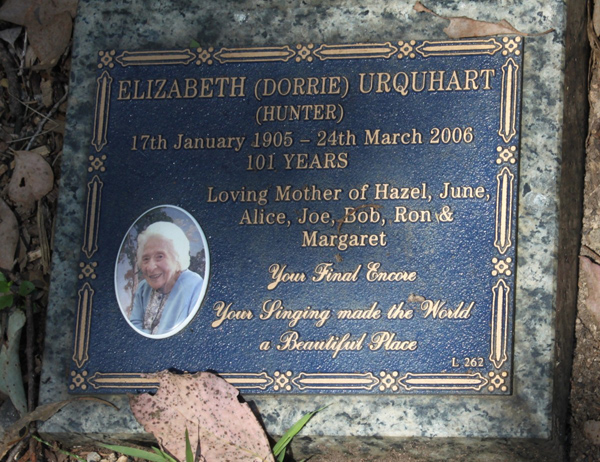 ELIZABETH (DORRIE) URQUHART
(HUNTER)
17th January 1905 – 24th March 2006
101 YEARS
Loving Mother of Hazel, June,
Alice, Joe, Bob, Ron &
Margaret
Your Final Encore
Your Singing made the World
a Beautiful Place
L 262